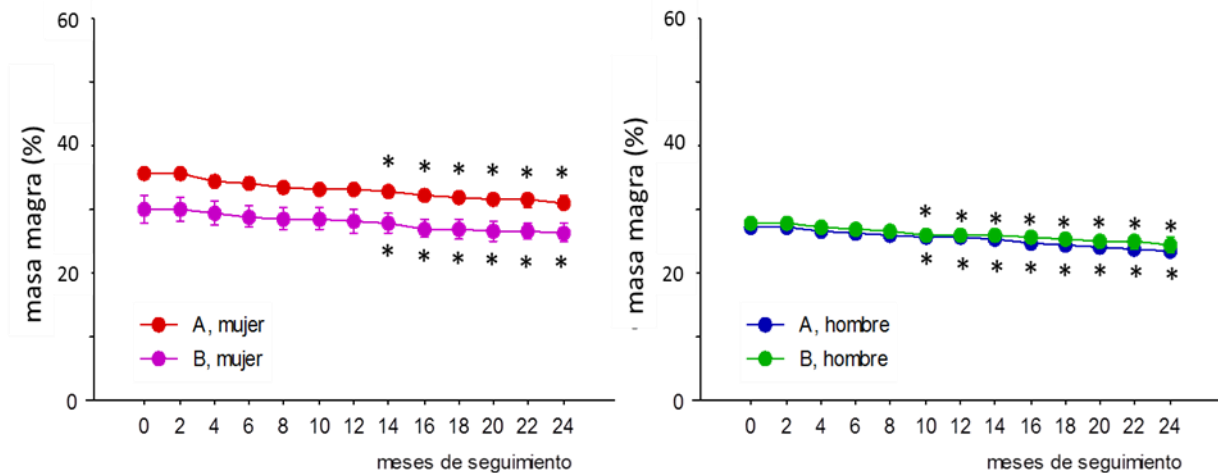 masa magra (%)
60
40
20
0
* * * * * *
* * * * * *
A, mujer
B, mujer
0 2 4 6 8 10 12 14 16 18 20 22 24
meses de seguimiento
masa magra (%)
60
40
20
0
* * * * * * * *
* * * * * * * *
A, hombre
B, hombre
0 2 4 6 8 10 12 14 16 18 20 22 24
meses de seguimiento